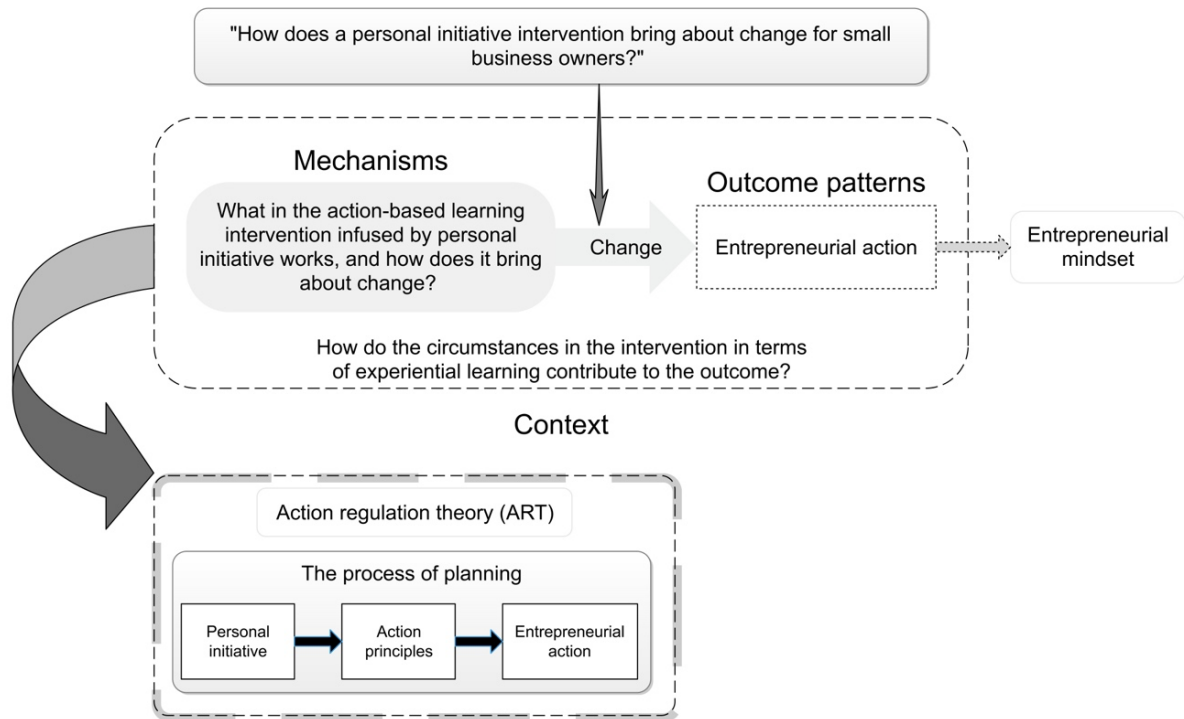 "How does a personal initiative intervention bring about change for small
business owners?"
Mechanisms
What in the action-based learning
intervention infused by personal
initiative works, and how does it bring
about change?
Change
Outcome patterns
Entrepreneurial action
Entrepreneurial
mindset
How do the circumstances in the intervention in terms
of experiential learning contribute to the outcome?
Context
Action regulation theory (ART)
The process of planning
Personal
initiative
Action
principles
Entrepreneurial
action